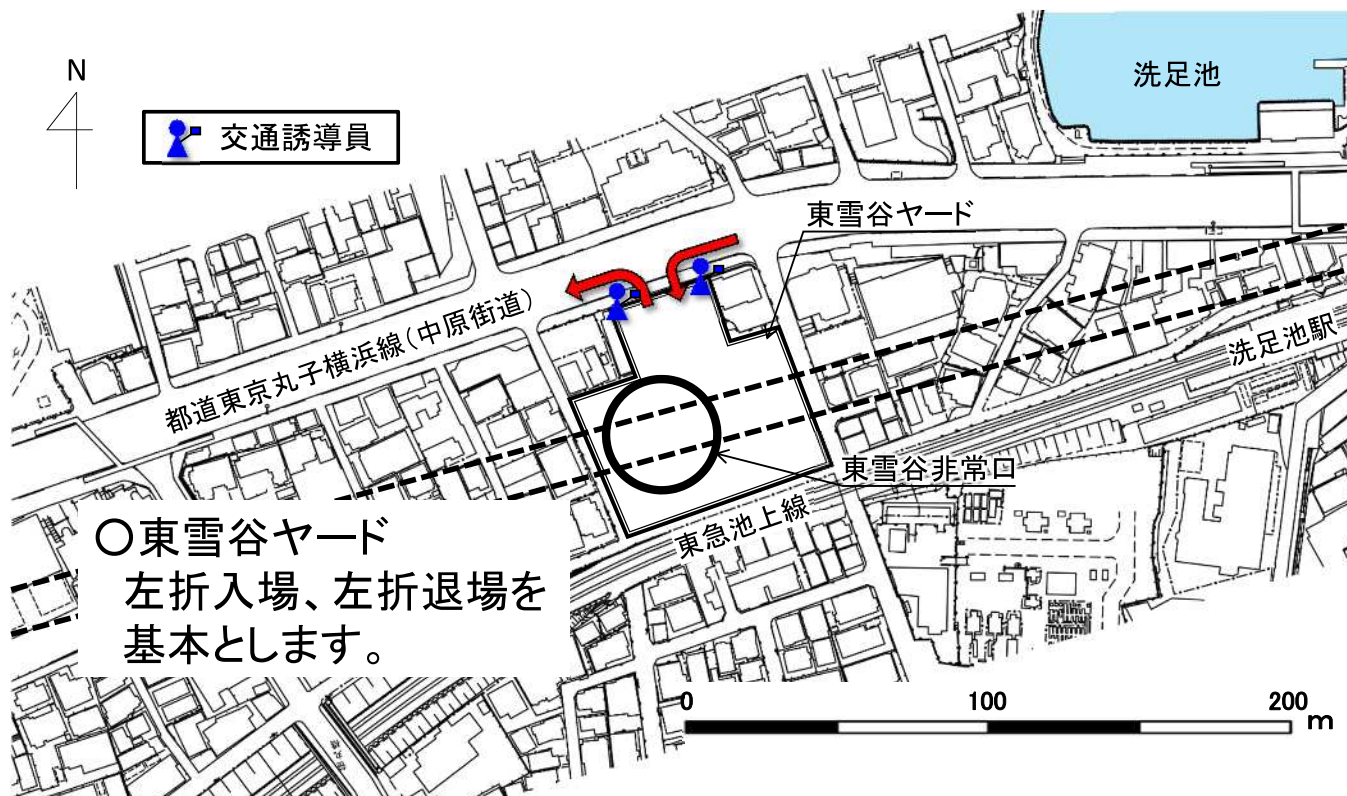 N
交通誘導員
洗足池
東雪谷ヤード
都道東京丸子横浜線(中原街道)
洗足池駅
東雪谷非常口
東急池上線
〇東雪谷ヤード
左折入場、左折退場を
基本とします。
0 100 200 m